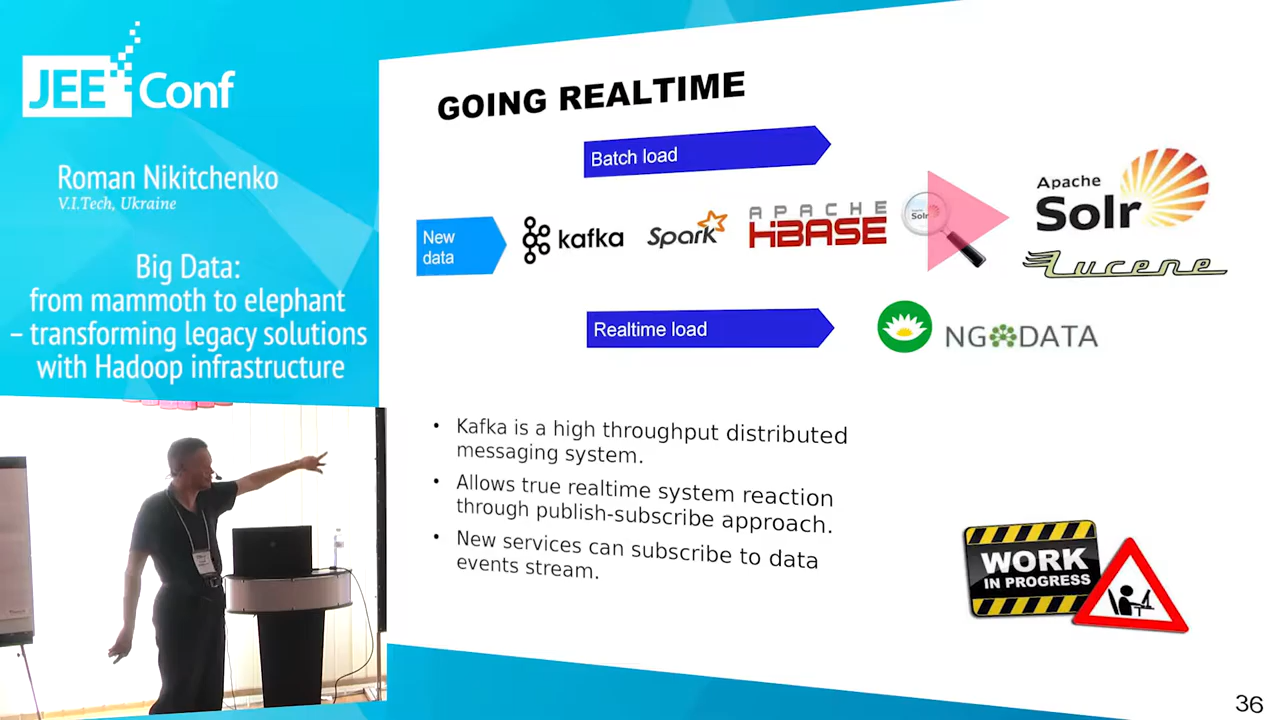 JEE Conf
Roman Nikitchenko
V.I.Tech, Ukraine
Big Data:
from mammoth to elephant
– transforming legacy solutions
with Hadoop infrastructure
GOING REALTIME
Batch load
New
data
kafka
Spark
APACHE
HBASE
Solr
Apache
Solr
Lucene
Realtime load
NGDATA
• Kafka is a high throughput distributed
messaging system.
• Allows true realtime system reaction
through publish-subscribe approach.
• New services can subscribe to data
events stream.
WORK
IN PROGRESS
36